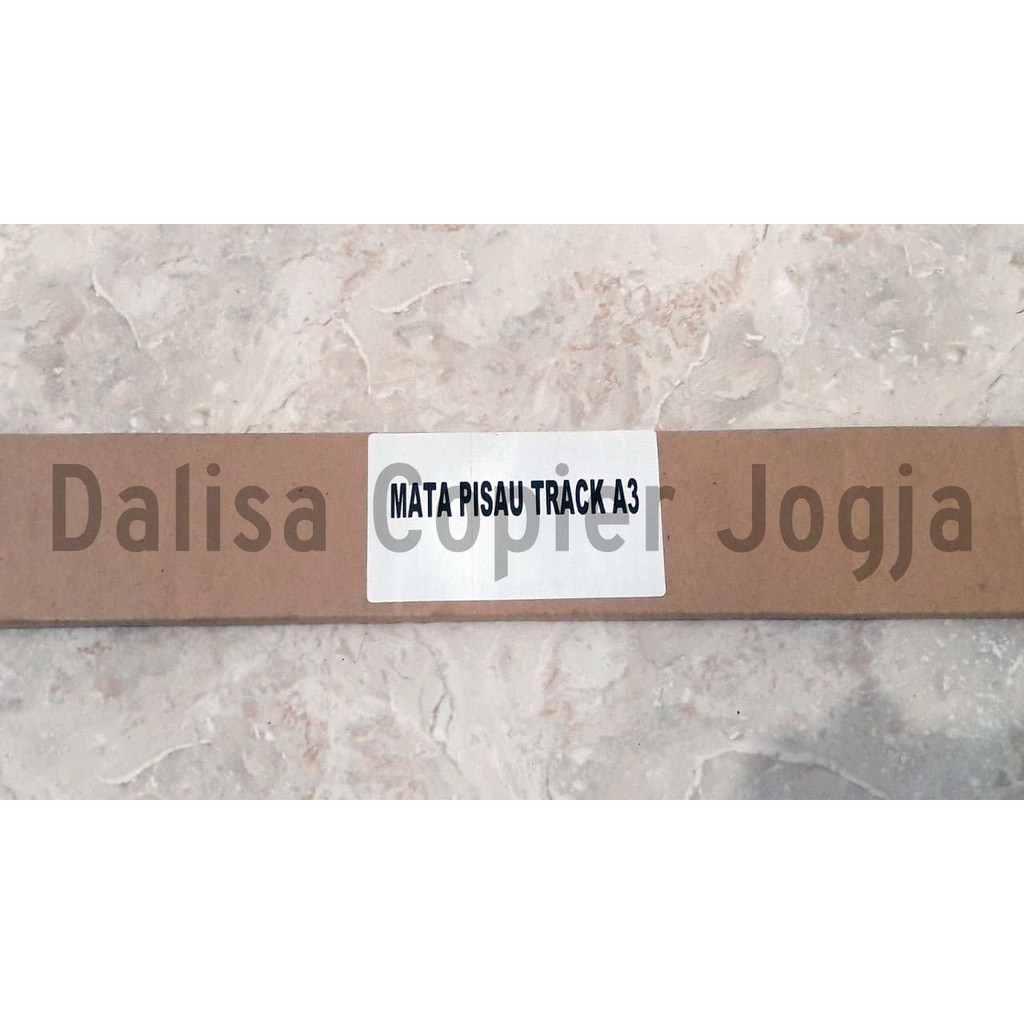 MATA PISAU TRACK A3
Dalisa Copier Jogja